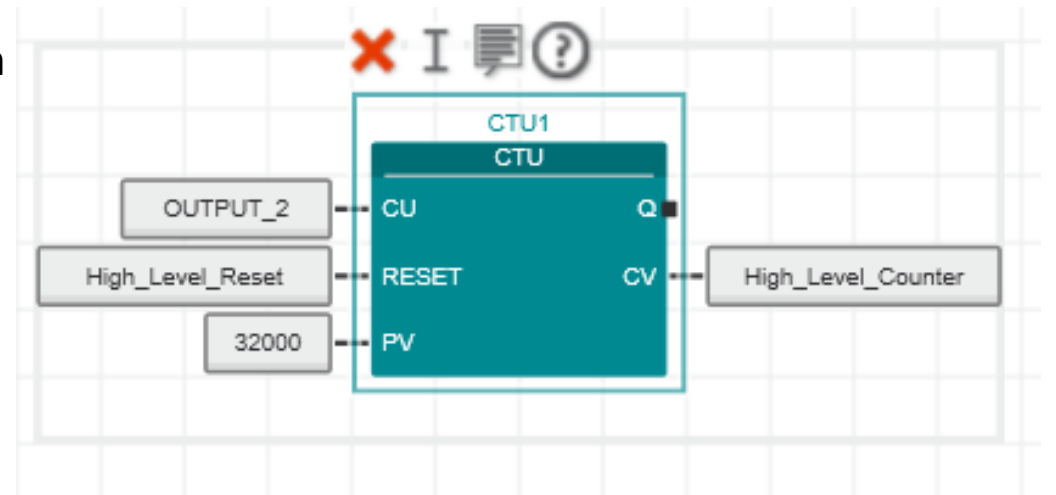 CTU1
CTU
OUTPUT_2 CU Q
High_Level_Reset RESET CV High_Level_Counter
32000 PV